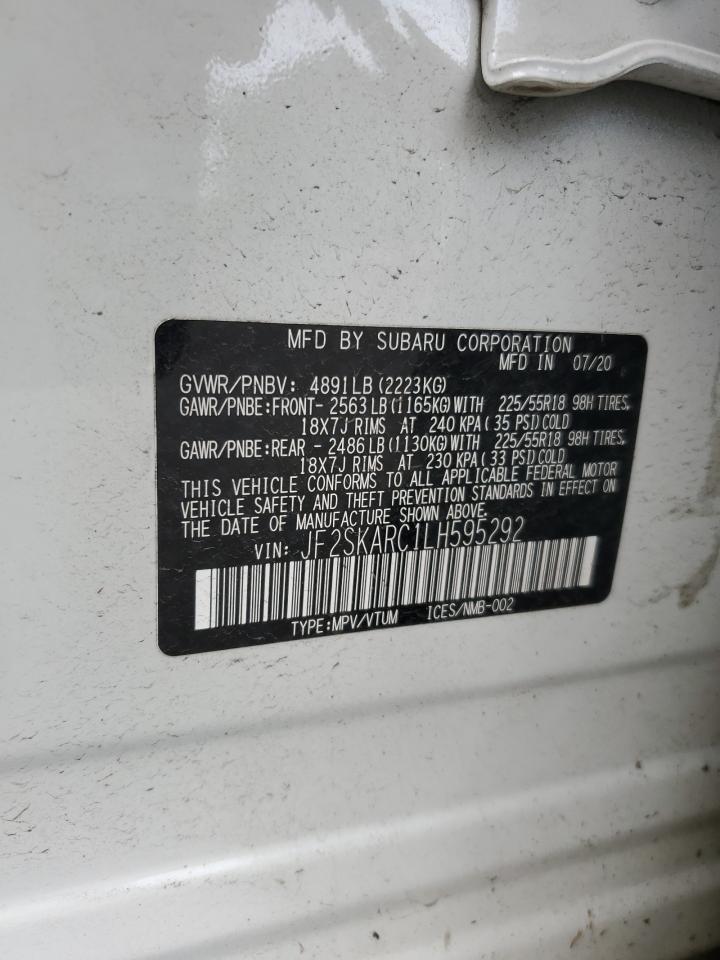 MFD BY SUBARU CORPORATION
MFD IN 07/20
GVWR/PNBV: 4891LB(2223KG)
GAWR/PNBE:FRONT- 2563LB(1165KG)WITH 225/55R18 98H TIRES,
18X7J RIMS AT 240 KPA( 35 PSI)COLD
GAWR/PNBE:REAR - 2486LB(1130KG)WITH 225/55R18 98H TIRES,
18X7J RIMS AT 230 KPA( 33 PSI)COLD
THIS VEHICLE CONFORMS TO ALL APPLICABLE FEDERAL MOTOR
VEHICLE SAFETY AND THEFT PREVENTION STANDARDS IN EFFECT ON
THE DATE OF MANUFACTURE SHOWN ABOVE.
VIN: JF2SKARC1LH595292
TYPE:MPV/VTUM ICES/NMB-002